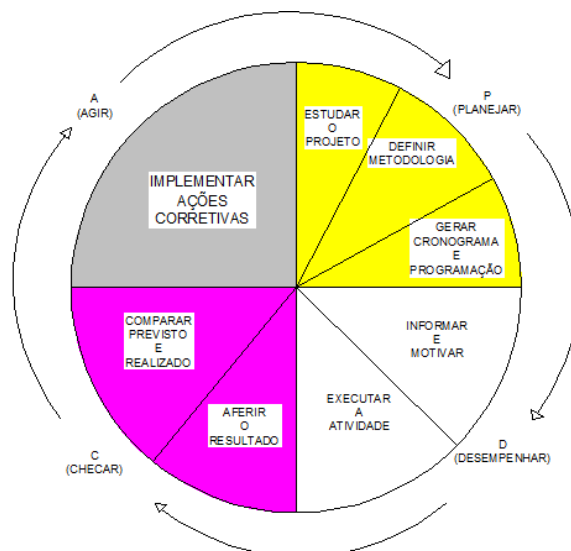 A
(AGIR)
P
(PLANEJAR)
ESTUDAR
O
PROJETO
DEFINIR
METODOLOGIA
GERAR
CRONOGRAMA
E
PROGRAMAÇÃO
IMPLEMENTAR
AÇÕES
CORRETIVAS
INFORMAR
E
MOTIVAR
EXECUTAR
A
ATIVIDADE
D
(DESEMPENHAR)
AFERIR
O
RESULTADO
COMPARAR
PREVISTO
E
REALIZADO
C
(CHECAR)